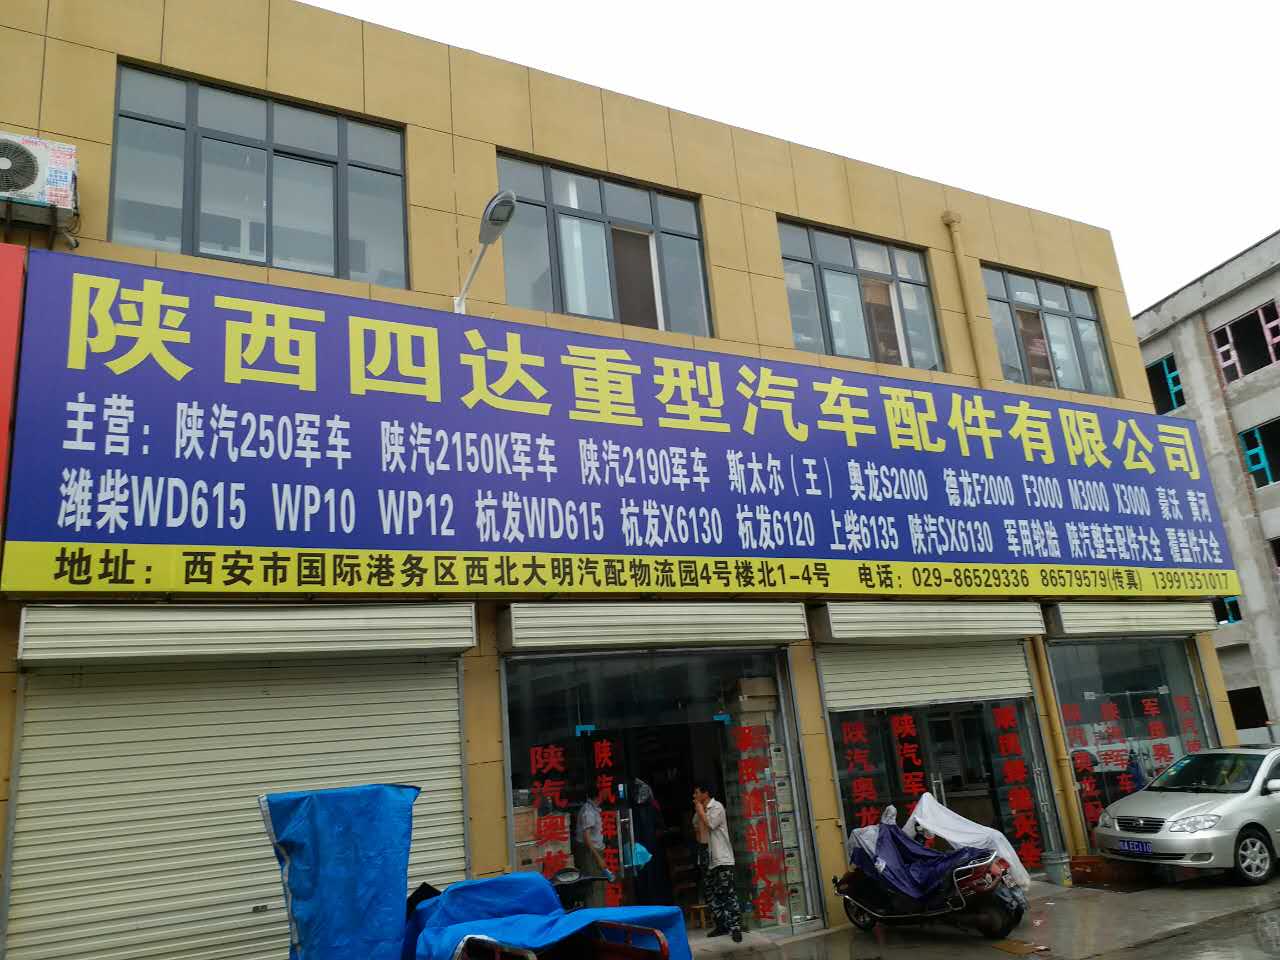 陕西四达重型汽车配件有限公司
主营：陕汽250军车 陕汽2150K军车 陕汽2190军车 斯太尔（王） 奥龙S2000 德龙F2000 F3000 M3000 X3000 豪沃 黄河
潍柴WD615 WP10 WP12 杭发WD615 杭发X6130 杭发6120 上柴6135 陕汽SX6130 军用轮胎 陕汽整车配件大全 覆盖件大全
地址：西安市国际港务区西北大明汽配物流园4号楼北1-4号 电话：029-86529336 86579579(传真) 13991351017
陕汽奥龙
陕汽军车
陕汽奥龙
陕汽军车